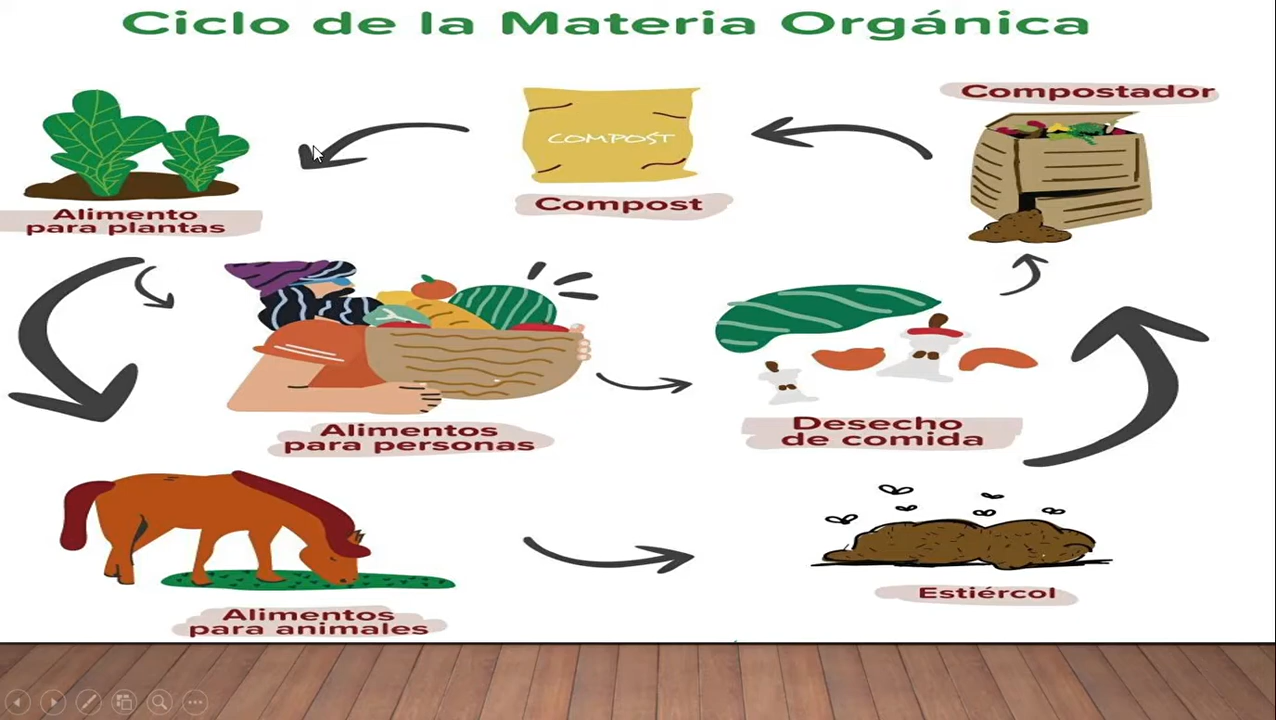 Ciclo de la Materia Orgánica
Compostador
COMPOST
Compost
Alimento
para plantas
Alimentos
para personas
Desecho
de comida
Alimentos
para animales
Estiércol